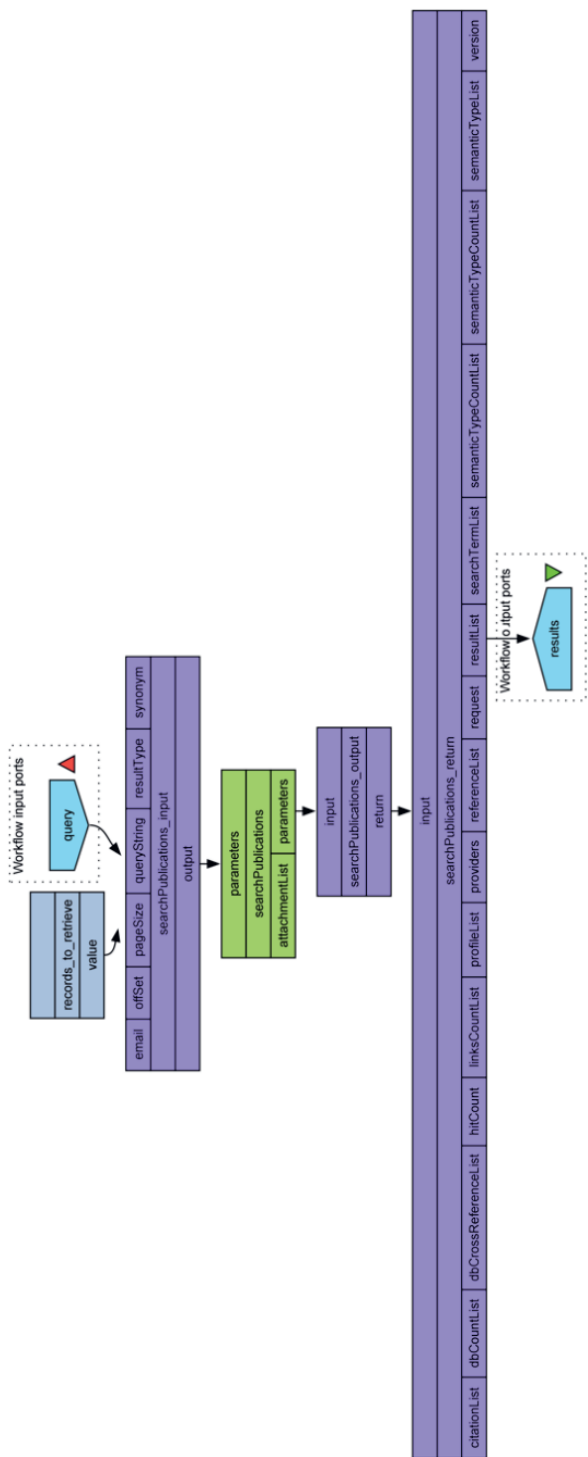 Workflow input ports
records_to_retrieve
value
query
email offSet pageSize queryString resultType synonym
searchPublications_input
output
parameters
searchPublications
attachmentList parameters
input
searchPublications_output
return
input
searchPublications_return
citationList dbCountList dbCrossReferenceList hitCount linksCountList profileList providers referenceList request resultList searchTermList semanticTypeCountList semanticTypeCountList semanticTypeList version
Workflow output ports
results